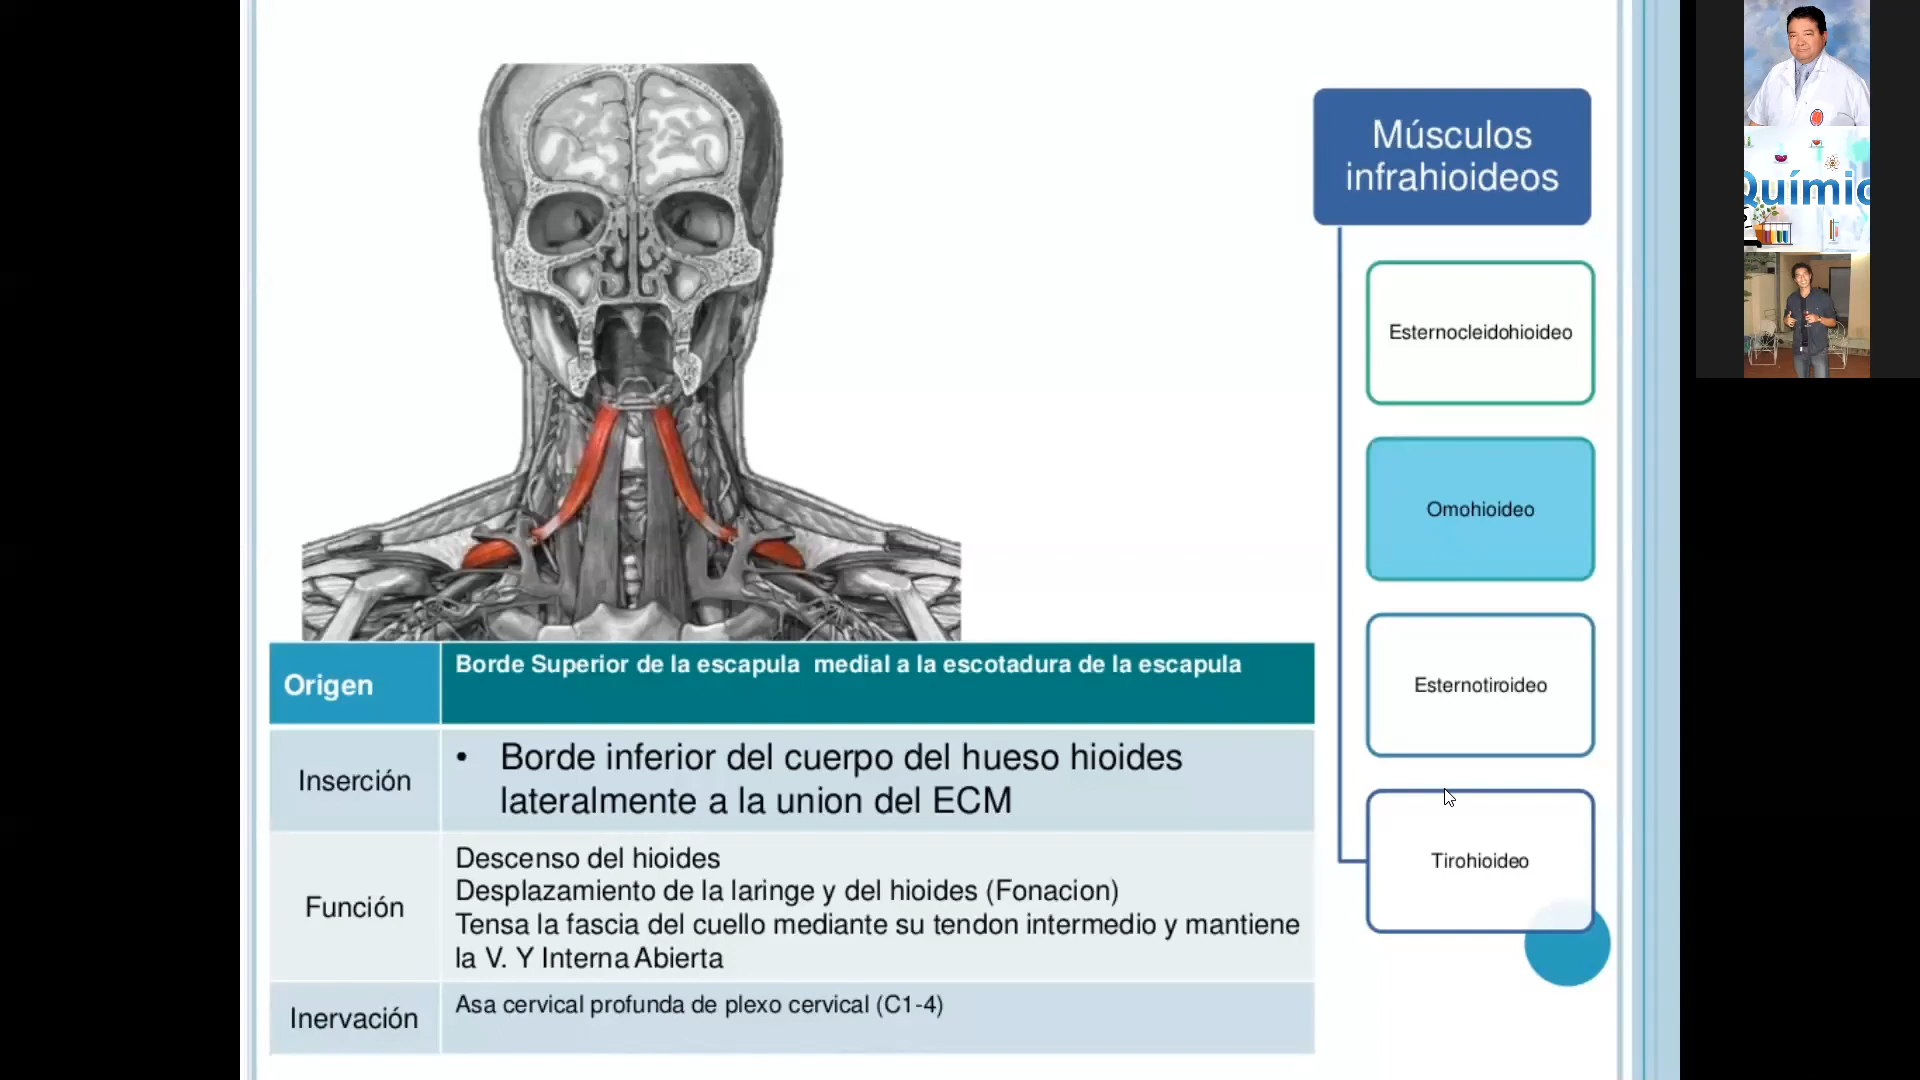 Músculos
infrahioideos
Esternocleidohioideo
Omohioideo
Esternotiroideo
Tirohioideo
Origen
Borde Superior de la escapula medial a la escotadura de la escapula
Inserción
• Borde inferior del cuerpo del hueso hioides
lateralmente a la union del ECM
Función
Descenso del hioides
Desplazamiento de la laringe y del hioides (Fonacion)
Tensa la fascia del cuello mediante su tendon intermedio y mantiene
la V. Y Interna Abierta
Inervación
Asa cervical profunda de plexo cervical (C1-4)
Químic